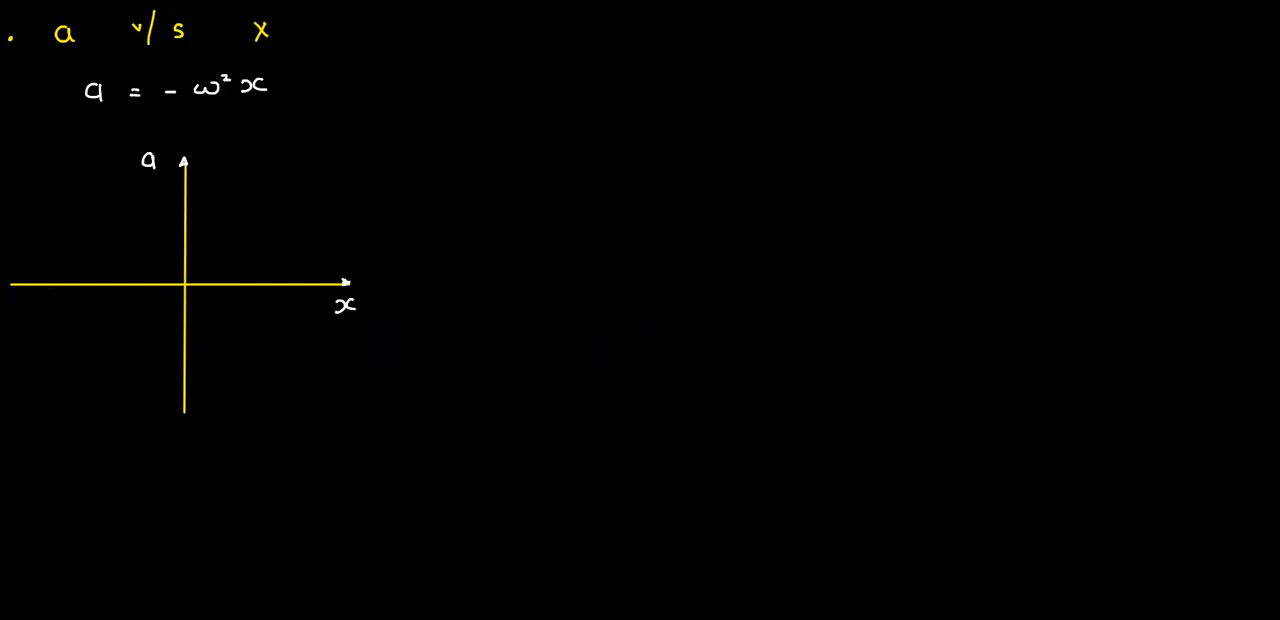 . a v/s x
a = - ω² x
a
x